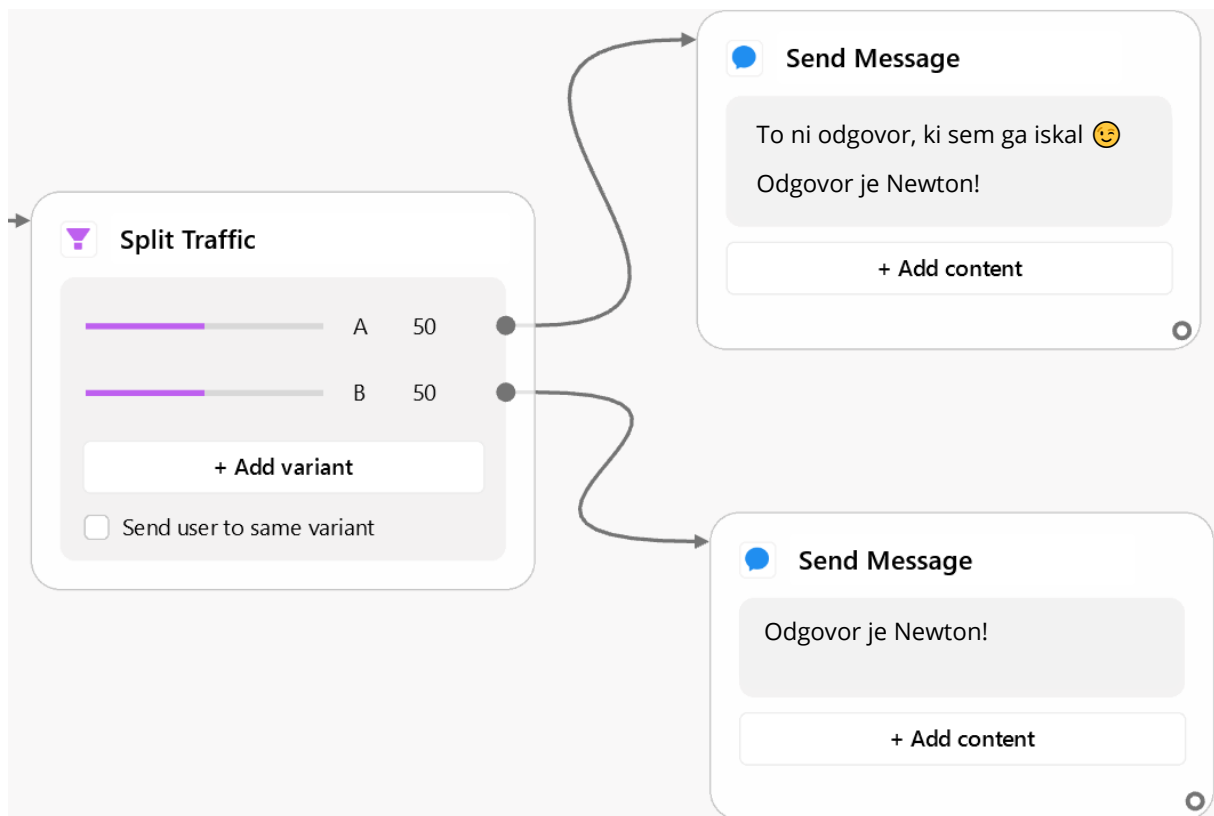 Send Message
To ni odgovor, ki sem ga iskal 😉
Odgovor je Newton!
+ Add content
Split Traffic
A 50
B 50
+ Add variant
Send user to same variant
Send Message
Odgovor je Newton!
+ Add content